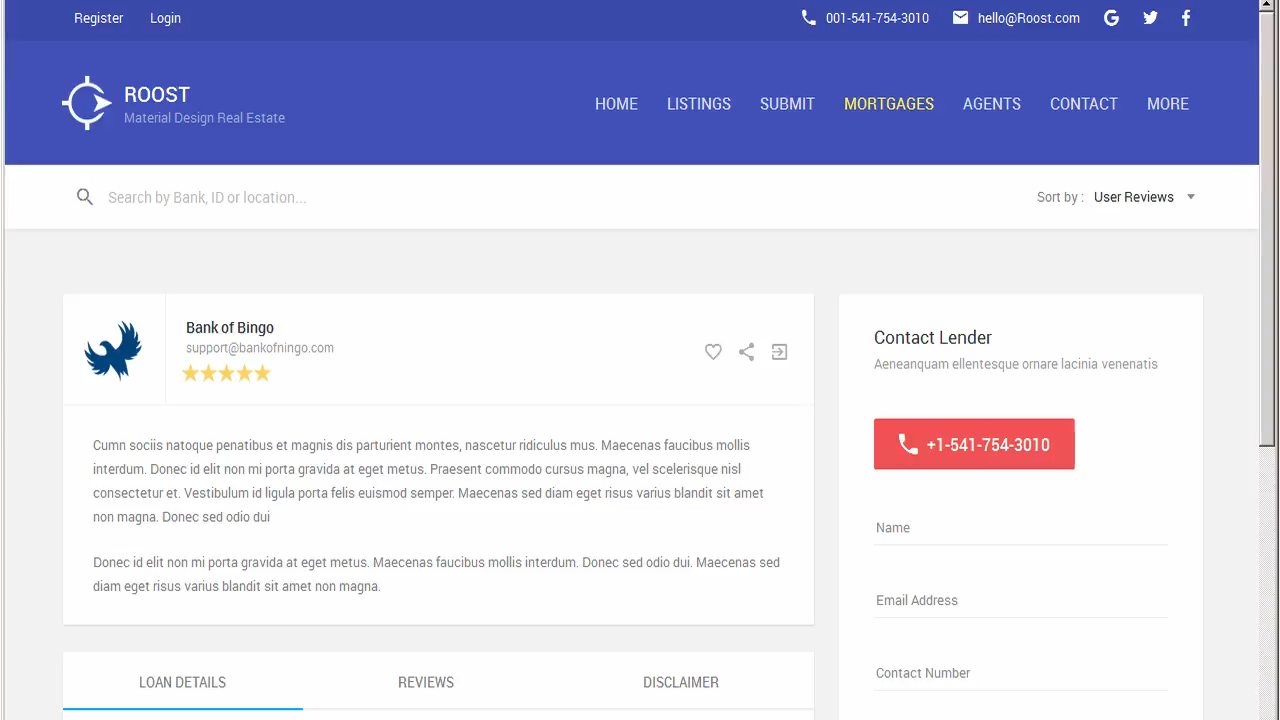 Register Login 001-541-754-3010 hello@Roost.com
ROOST
Material Design Real Estate
HOME LISTINGS SUBMIT MORTGAGES AGENTS CONTACT MORE
Search by Bank, ID or location... Sort by : User Reviews
Bank of Bingo
support@bankofningo.com
Cumn sociis natoque penatibus et magnis dis parturient montes, nascetur ridiculus mus. Maecenas faucibus mollis
interdum. Donec id elit non mi porta gravida at eget metus. Praesent commodo cursus magna, vel scelerisque nisl
consectetur et. Vestibulum id ligula porta felis euismod semper. Maecenas sed diam eget risus varius blandit sit amet
non magna. Donec sed odio dui
Donec id elit non mi porta gravida at eget metus. Maecenas faucibus mollis interdum. Donec sed odio dui. Maecenas sed
diam eget risus varius blandit sit amet non magna.
LOAN DETAILS REVIEWS DISCLAIMER
Contact Lender
Aeneanquam ellentesque ornare lacinia venenatis
+1-541-754-3010
Name
Email Address
Contact Number